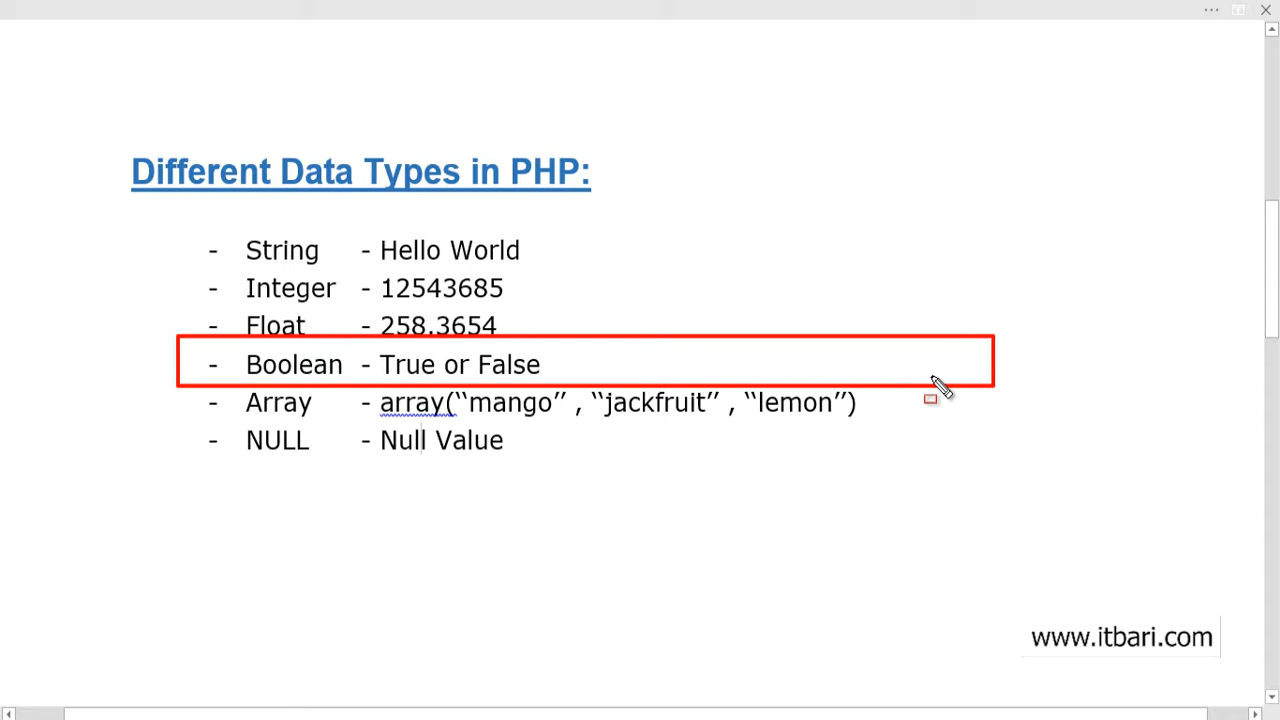 Different Data Types in PHP:
- String - Hello World
- Integer - 12543685
- Float - 258.3654
- Boolean - True or False
- Array - array(‘‘mango’’ , ‘‘jackfruit’’ , ‘‘lemon’’)
- NULL - Null Value
www.itbari.com